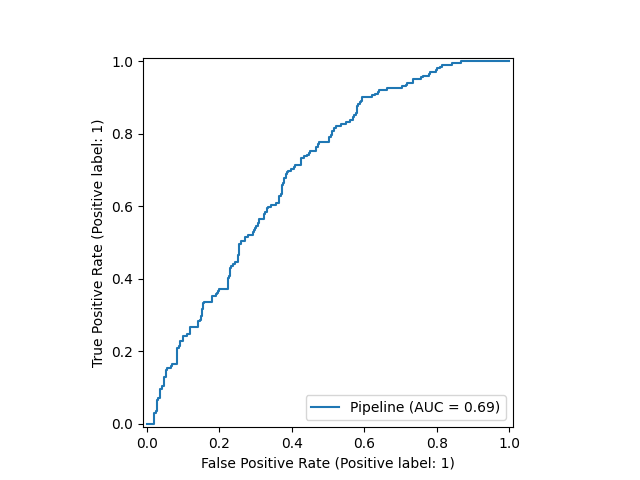 1.0
0.8
0.6
0.4
0.2
0.0
True Positive Rate (Positive label: 1)
Pipeline (AUC = 0.69)
0.0 0.2 0.4 0.6 0.8 1.0
False Positive Rate (Positive label: 1)